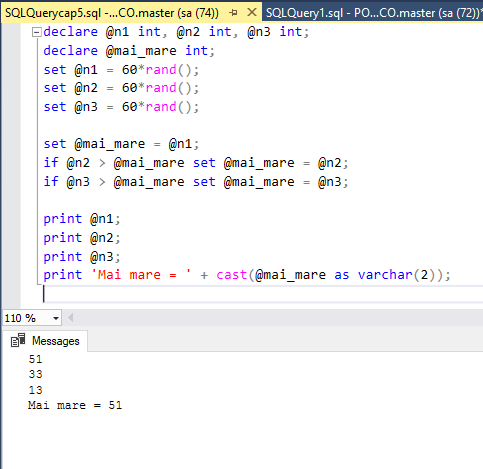 SQLQuerycap5.sql -...CO.master (sa (74)) SQLQuery1.sql - PO...CO.master (sa (72))*
declare @n1 int, @n2 int, @n3 int;
declare @mai_mare int;
set @n1 = 60*rand();
set @n2 = 60*rand();
set @n3 = 60*rand();
set @mai_mare = @n1;
if @n2 > @mai_mare set @mai_mare = @n2;
if @n3 > @mai_mare set @mai_mare = @n3;
print @n1;
print @n2;
print @n3;
print 'Mai mare = ' + cast(@mai_mare as varchar(2));
110 %
Messages
51
33
13
Mai mare = 51